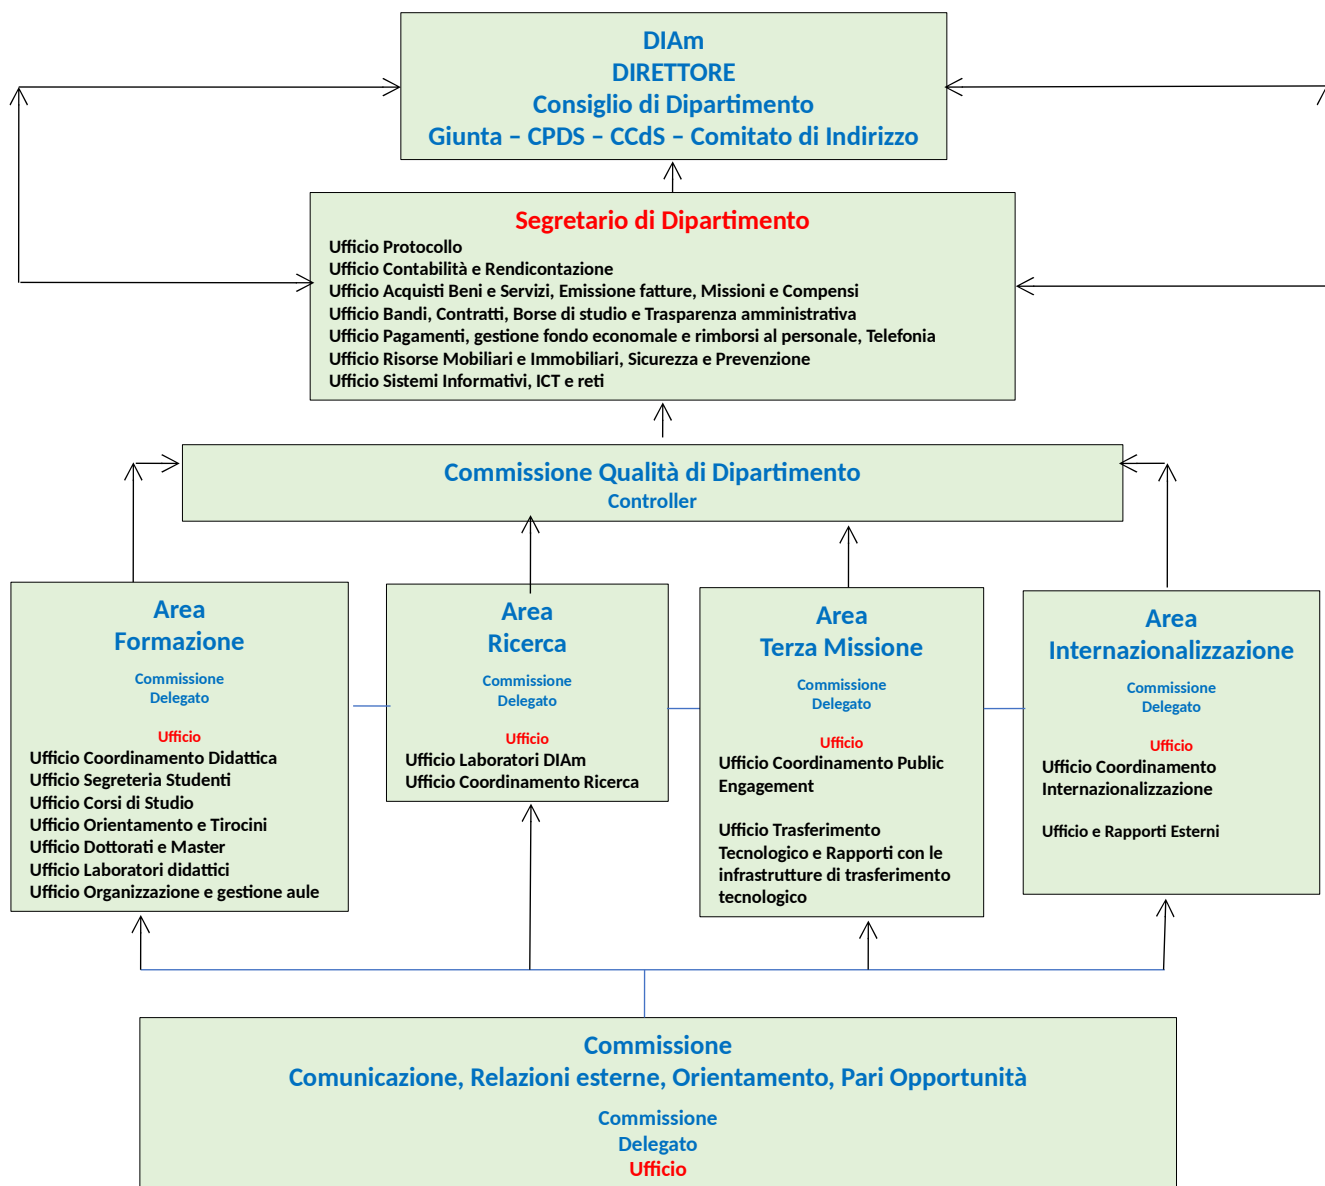 DIAm
DIRETTORE
Consiglio di Dipartimento
Giunta – CPDS – CCdS – Comitato di Indirizzo
Segretario di Dipartimento
Ufficio Protocollo
Ufficio Contabilità e Rendicontazione
Ufficio Acquisti Beni e Servizi, Emissione fatture, Missioni e Compensi
Ufficio Bandi, Contratti, Borse di studio e Trasparenza amministrativa
Ufficio Pagamenti, gestione fondo economale e rimborsi al personale, Telefonia
Ufficio Risorse Mobiliari e Immobiliari, Sicurezza e Prevenzione
Ufficio Sistemi Informativi, ICT e reti
Commissione Qualità di Dipartimento
Controller
Area
Formazione
Commissione
Delegato
Ufficio
Ufficio Coordinamento Didattica
Ufficio Segreteria Studenti
Ufficio Corsi di Studio
Ufficio Orientamento e Tirocini
Ufficio Dottorati e Master
Ufficio Laboratori didattici
Ufficio Organizzazione e gestione aule
Area
Ricerca
Commissione
Delegato
Ufficio
Ufficio Laboratori DIAm
Ufficio Coordinamento Ricerca
Area
Terza Missione
Commissione
Delegato
Ufficio
Ufficio Coordinamento Public
Engagement
Ufficio Trasferimento
Tecnologico e Rapporti con le
infrastrutture di trasferimento
tecnologico
Area
Internazionalizzazione
Commissione
Delegato
Ufficio
Ufficio Coordinamento
Internazionalizzazione
Ufficio e Rapporti Esterni
Commissione
Comunicazione, Relazioni esterne, Orientamento, Pari Opportunità
Commissione
Delegato
Ufficio